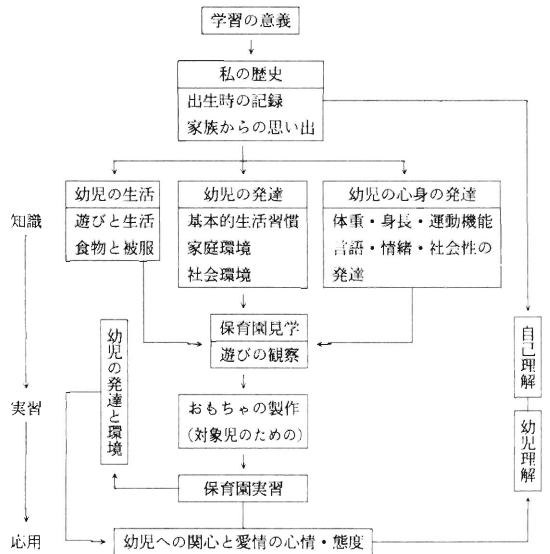 学習の意義
私の歴史
出生時の記録
家族からの思い出
幼児の生活
遊びと生活
食物と被服
幼児の発達
基本的生活習慣
家庭環境
社会環境
幼児の心身の発達
体重・身長・運動機能
言語・情緒・社会性の
発達
知識
保育園見学
遊びの観察
幼児の発達と環境
自己理解
実習
おもちゃの製作
(対象児のための)
幼児理解
保育園実習
応用
幼児への関心と愛情の心情・態度